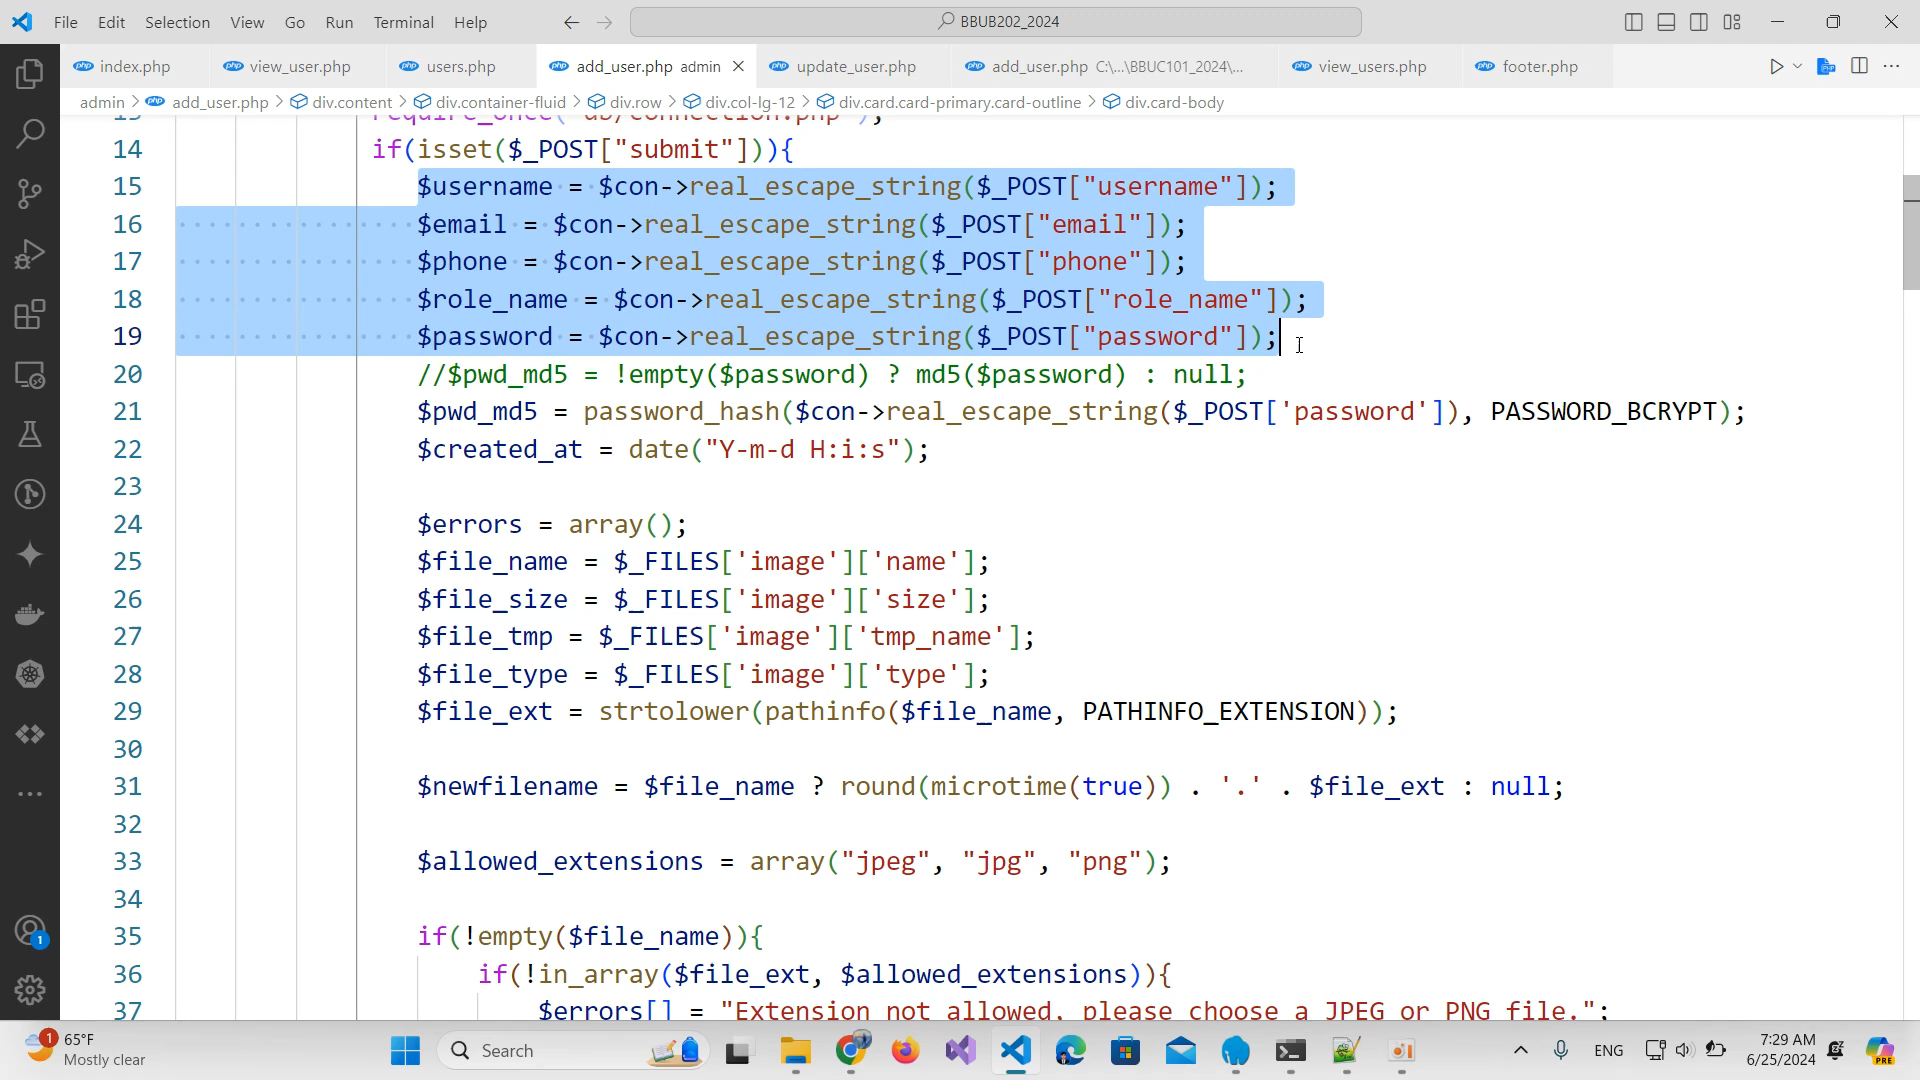 File Edit Selection View Go Run Terminal Help
BBUB202_2024
index.php view_user.php users.php add_user.php admin update_user.php add_user.php C:\...\BBUC101_2024\... view_users.php footer.php
admin > add_user.php > div.content > div.container-fluid > div.row > div.col-lg-12 > div.card.card-primary.card-outline > div.card-body
14 if(isset($_POST["submit"])){
15 $username = $con->real_escape_string($_POST["username"]);
16 $email = $con->real_escape_string($_POST["email"]);
17 $phone = $con->real_escape_string($_POST["phone"]);
18 $role_name = $con->real_escape_string($_POST["role_name"]);
19 $password = $con->real_escape_string($_POST["password"]);
20 //$pwd_md5 = !empty($password) ? md5($password) : null;
21 $pwd_md5 = password_hash($con->real_escape_string($_POST['password']), PASSWORD_BCRYPT);
22 $created_at = date("Y-m-d H:i:s");
23
24 $errors = array();
25 $file_name = $_FILES['image']['name'];
26 $file_size = $_FILES['image']['size'];
27 $file_tmp = $_FILES['image']['tmp_name'];
28 $file_type = $_FILES['image']['type'];
29 $file_ext = strtolower(pathinfo($file_name, PATHINFO_EXTENSION));
30
31 $newfilename = $file_name ? round(microtime(true)) . '.' . $file_ext : null;
32
33 $allowed_extensions = array("jpeg", "jpg", "png");
34
35 if(!empty($file_name)){
36 if(!in_array($file_ext, $allowed_extensions)){
37 $errors[] = "Extension not allowed, please choose a JPEG or PNG file.";
1
1
65°F
Mostly clear
Search
ENG
7:29 AM
6/25/2024
PRE